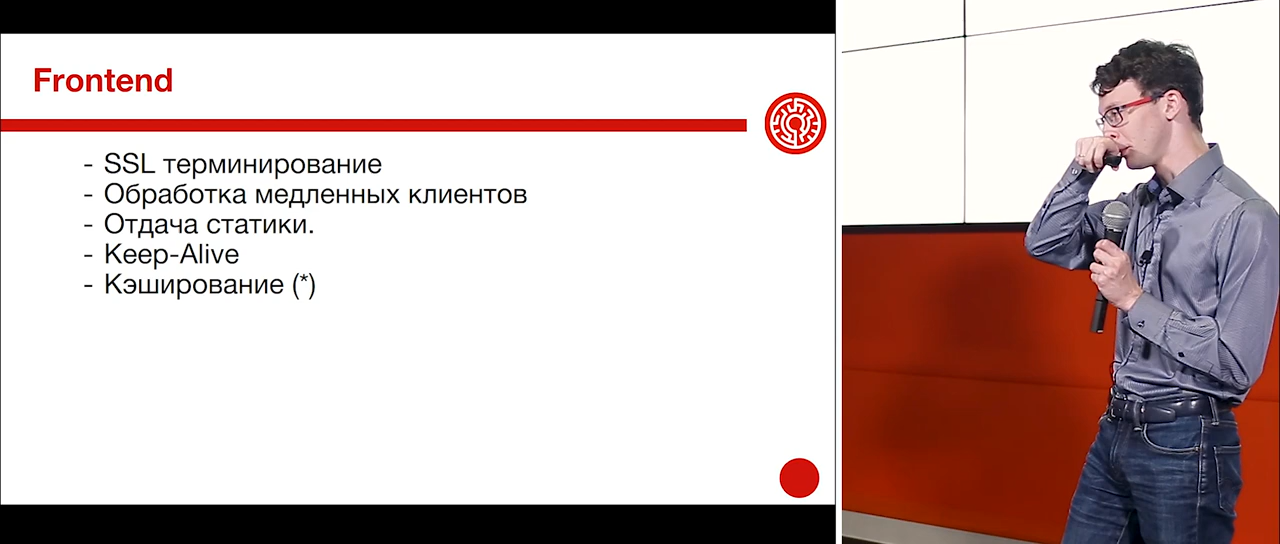 Frontend
- SSL терминирование
- Обработка медленных клиентов
- Отдача статики.
- Keep-Alive
- Кэширование (*)